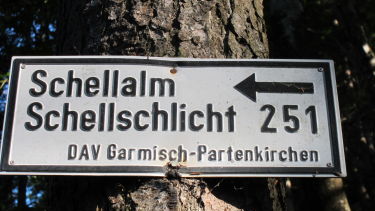 Schellalm
Schellschlicht 251
DAV Garmisch-Partenkirchen